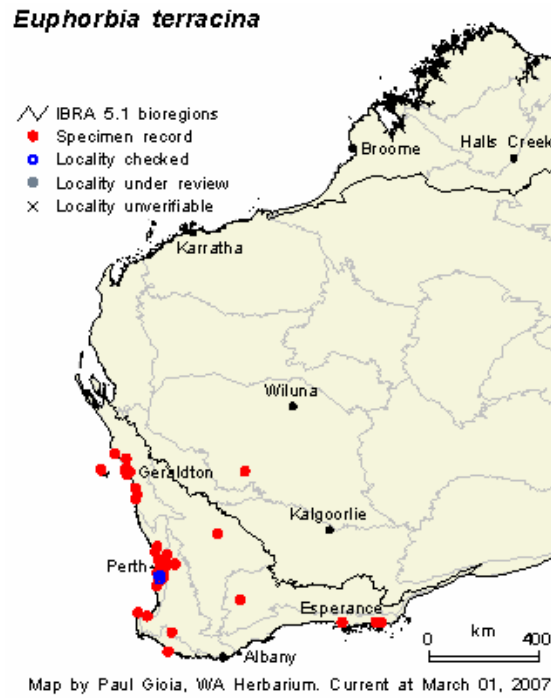 Euphorbia terracina
IBRA 5.1 bioregions
Specimen record
Locality checked
Locality under review
Locality unverifiable
Broome
Halls Creek
Karratha
Wiluna
Geraldton
Kalgoorlie
Perth
Esperance
Albany
km
0 400
Map by Paul Gioia, WA Herbarium. Current at March 01, 2007